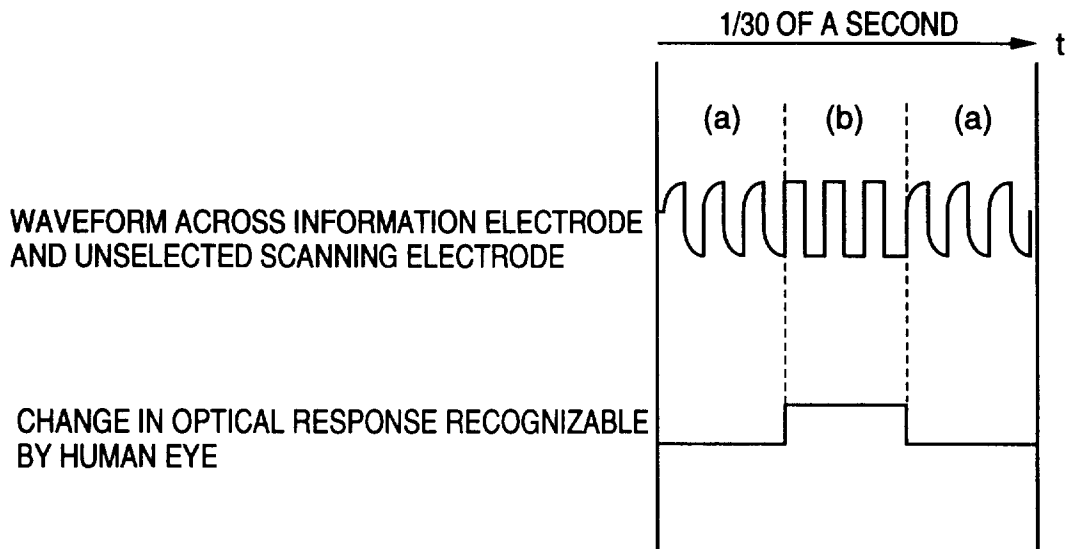 1/30 OF A SECOND
t
(a) (b) (a)
WAVEFORM ACROSS INFORMATION ELECTRODE
AND UNSELECTED SCANNING ELECTRODE
CHANGE IN OPTICAL RESPONSE RECOGNIZABLE
BY HUMAN EYE